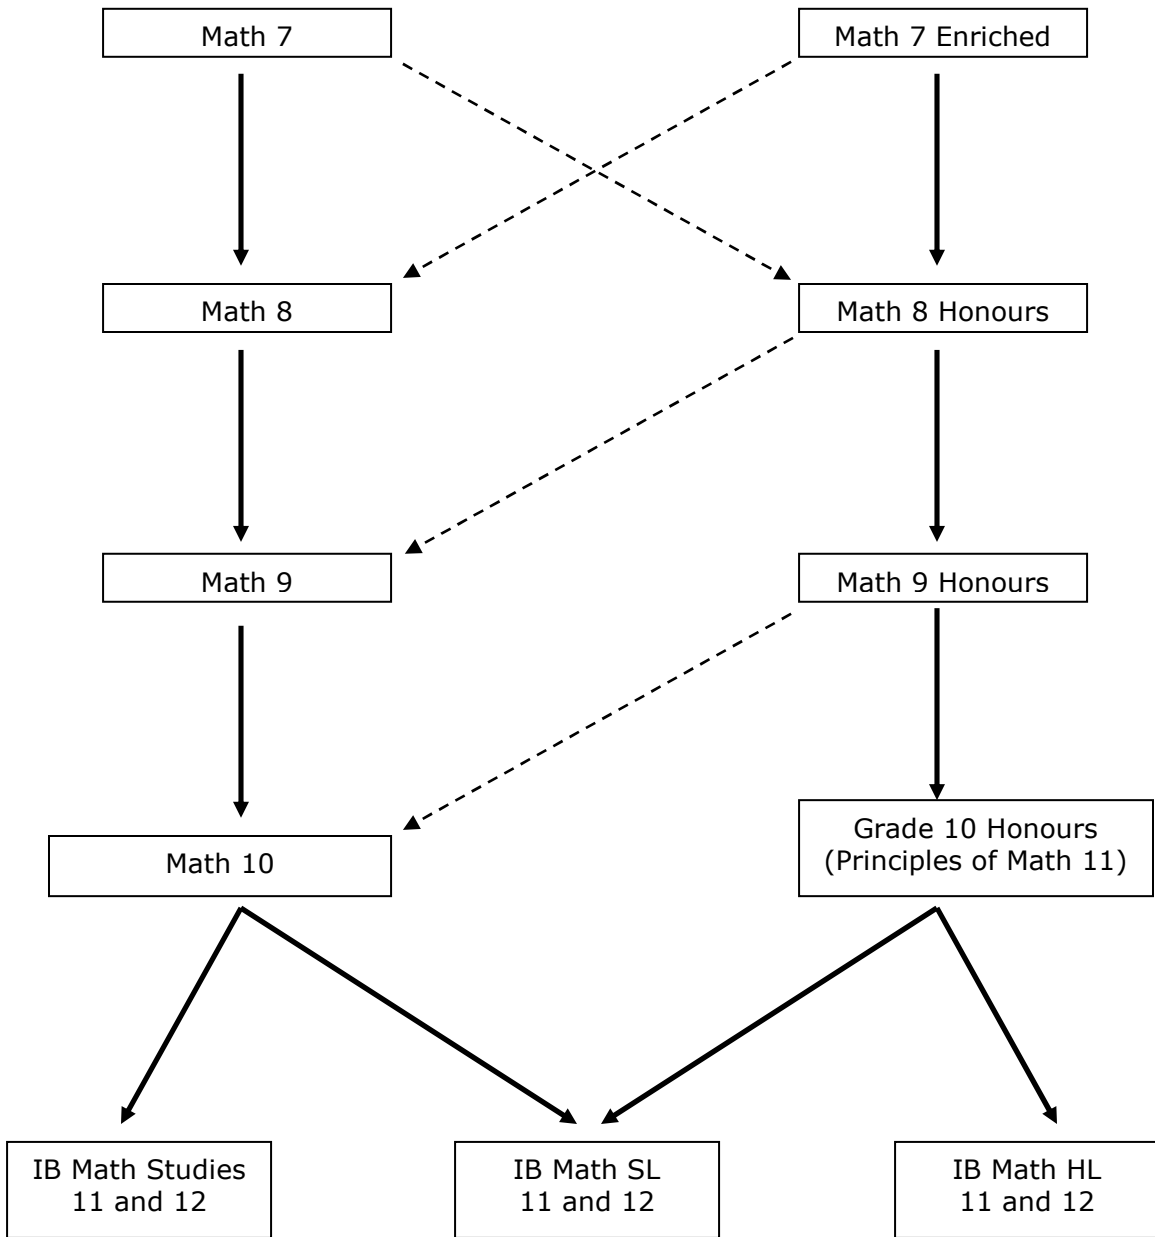 Math 7
Math 7 Enriched
Math 8
Math 8 Honours
Math 9
Math 9 Honours
Math 10
Grade 10 Honours
(Principles of Math 11)
IB Math Studies
11 and 12
IB Math SL
11 and 12
IB Math HL
11 and 12